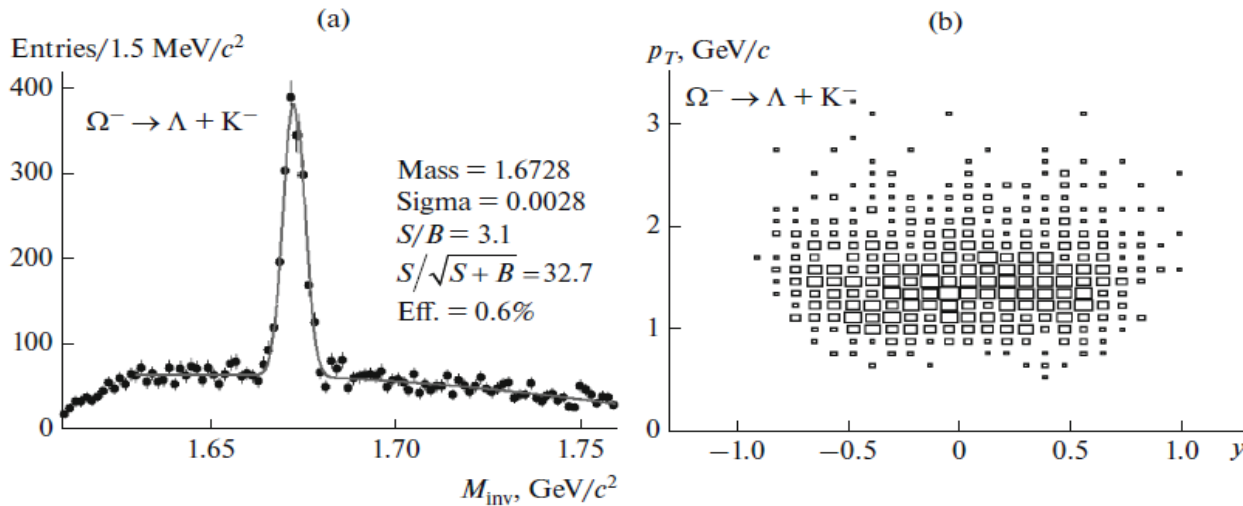 (a)
Entries/1.5 MeV/c²
400
300
200
100
0
Ω⁻ → Λ + K⁻
Mass = 1.6728
Sigma = 0.0028
S/B = 3.1
S/√(S + B) = 32.7
Eff. = 0.6%
1.65
1.70
1.75
M_inv, GeV/c²
(b)
p_T, GeV/c
Ω⁻ → Λ + K⁻
3
2
1
0
−1.0
−0.5
0
0.5
1.0
y